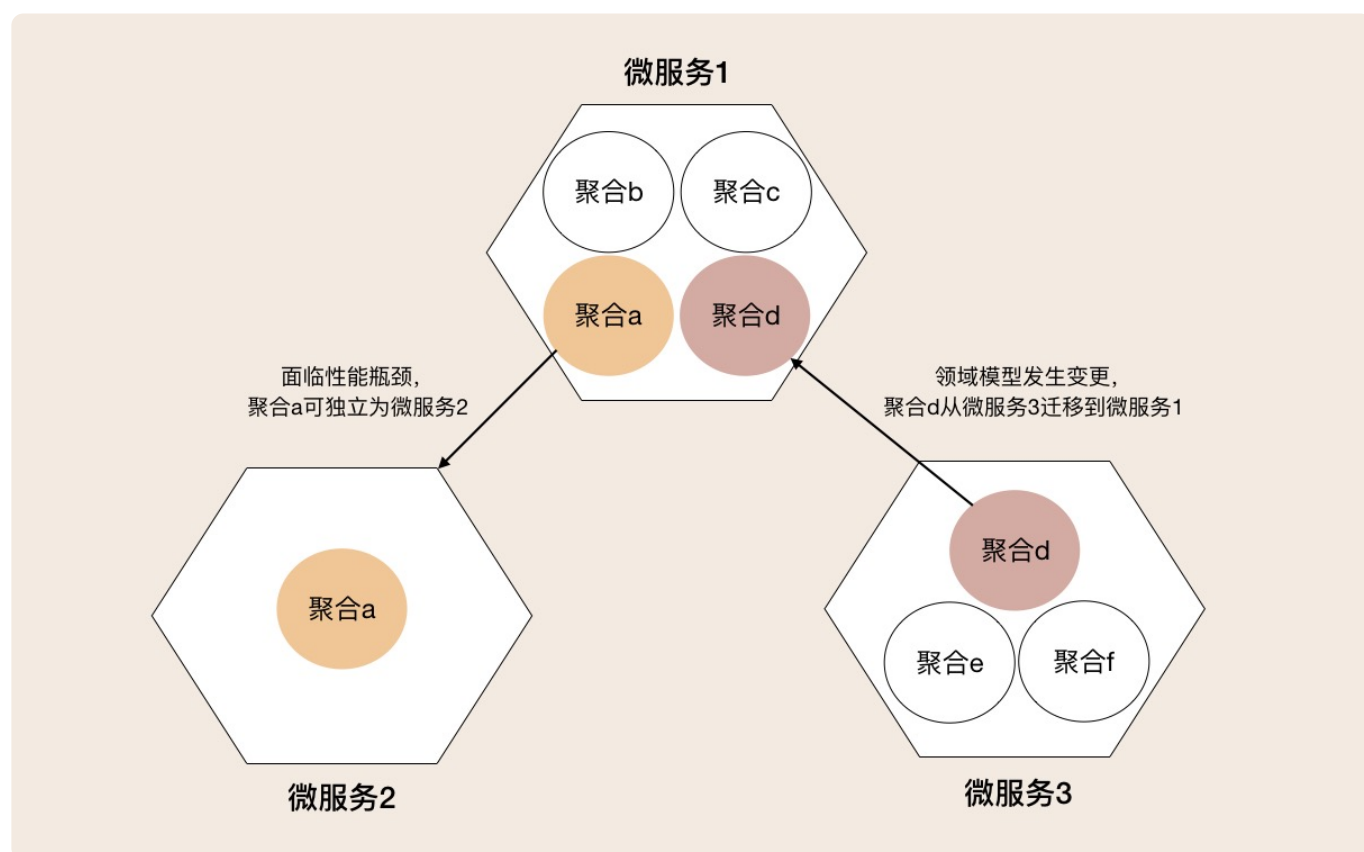 微服务1
聚合b
聚合c
聚合a
聚合d
面临性能瓶颈，
聚合a可独立为微服务2
领域模型发生变更，
聚合d从微服务3迁移到微服务1
聚合a
微服务2
聚合d
聚合e
聚合f
微服务3